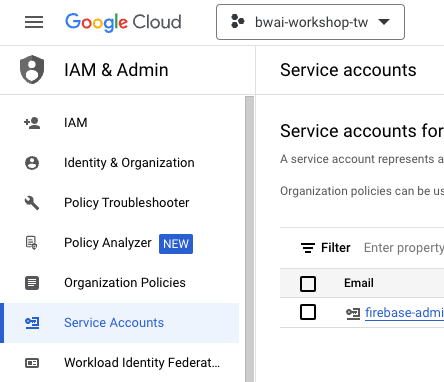 Google Cloud
bwai-workshop-tw
IAM & Admin
Service accounts
IAM
Identity & Organization
Policy Troubleshooter
Policy Analyzer NEW
Organization Policies
Service Accounts
Workload Identity Federat...
Service accounts for
A service account represents a
Organization policies can be us
Filter Enter property
Email
firebase-admi